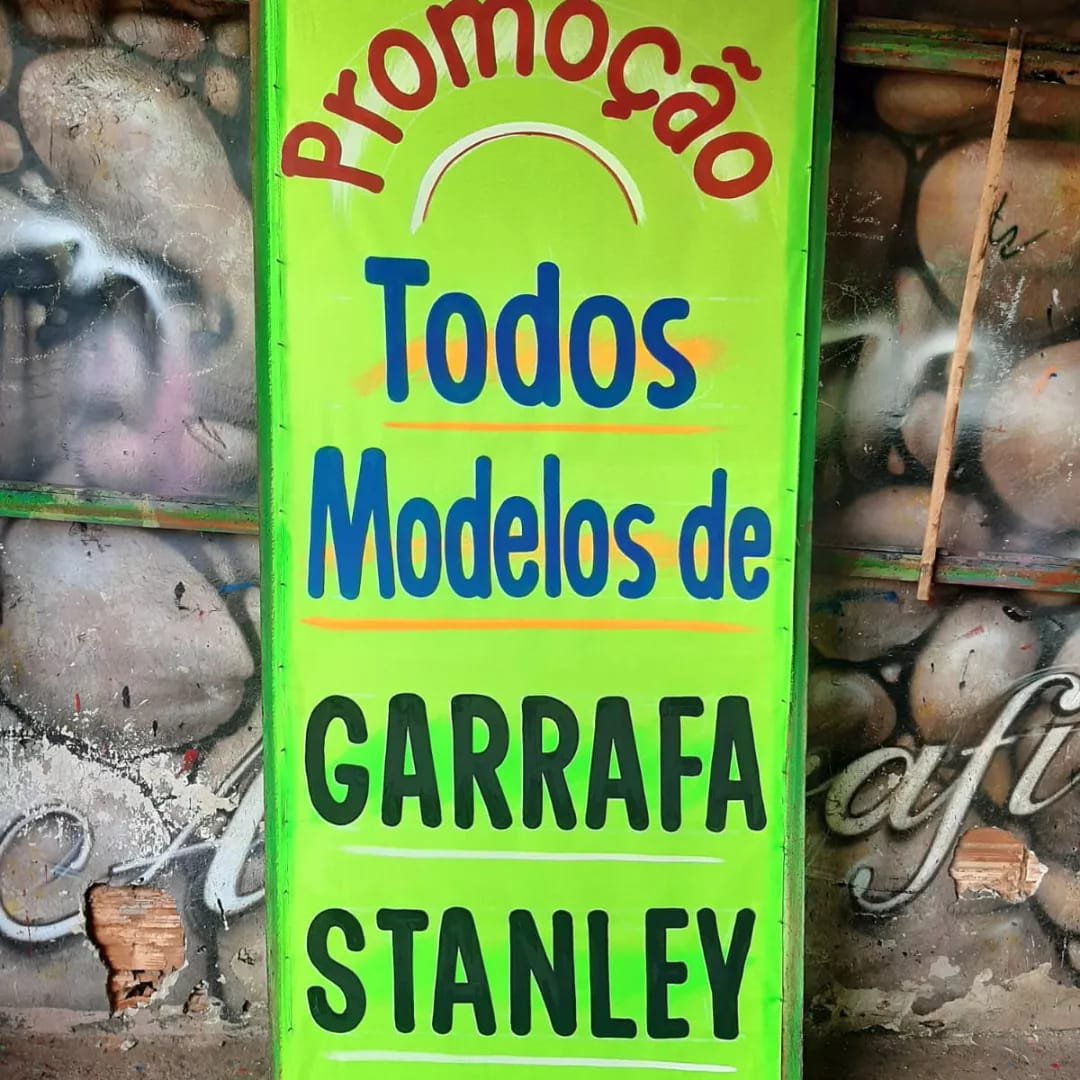 Promoção
Todos
Modelos de
GARRAFA
STANLEY